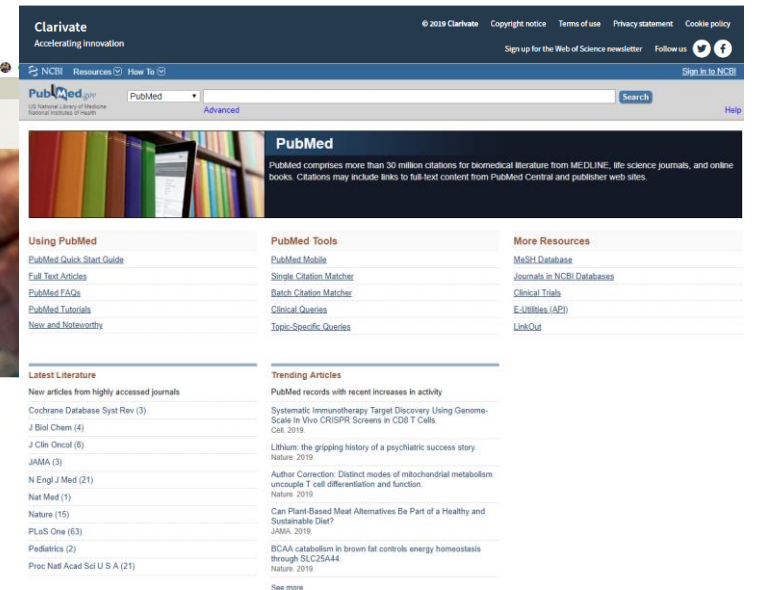 Clarivate
Accelerating innovation
© 2019 Clarivate Copyright notice Terms of use Privacy statement Cookie policy
Sign up for the Web of Science newsletter Follow us
NCBI Resources How To Sign in to NCBI
PubMed.gov
US National Library of Medicine
National Institutes of Health
PubMed
Search
Advanced
Help
PubMed
PubMed comprises more than 30 million citations for biomedical literature from MEDLINE, life science journals, and online
books. Citations may include links to full-text content from PubMed Central and publisher web sites.
Using PubMed
PubMed Quick Start Guide
Full Text Articles
PubMed FAQs
PubMed Tutorials
New and Noteworthy
PubMed Tools
PubMed Mobile
Single Citation Matcher
Batch Citation Matcher
Clinical Queries
Topic-Specific Queries
More Resources
MeSH Database
Journals in NCBI Databases
Clinical Trials
E-Utilities (API)
LinkOut
Latest Literature
New articles from highly accessed journals
Cochrane Database Syst Rev (3)
J Biol Chem (4)
J Clin Oncol (6)
JAMA (3)
N Engl J Med (21)
Nat Med (1)
Nature (15)
PLoS One (63)
Pediatrics (2)
Proc Natl Acad Sci U S A (21)
Trending Articles
PubMed records with recent increases in activity
Systematic Immunotherapy Target Discovery Using Genome-
Scale In Vivo CRISPR Screens in CD8 T Cells.
Cell. 2019.
Lithium: the gripping history of a psychiatric success story.
Nature. 2019.
Author Correction: Distinct modes of mitochondrial metabolism
uncouple T cell differentiation and function.
Nature. 2019.
Can Plant-Based Meat Alternatives Be Part of a Healthy and
Sustainable Diet?
JAMA. 2019.
BCAA catabolism in brown fat controls energy homeostasis
through SLC25A44.
Nature. 2019.
See more